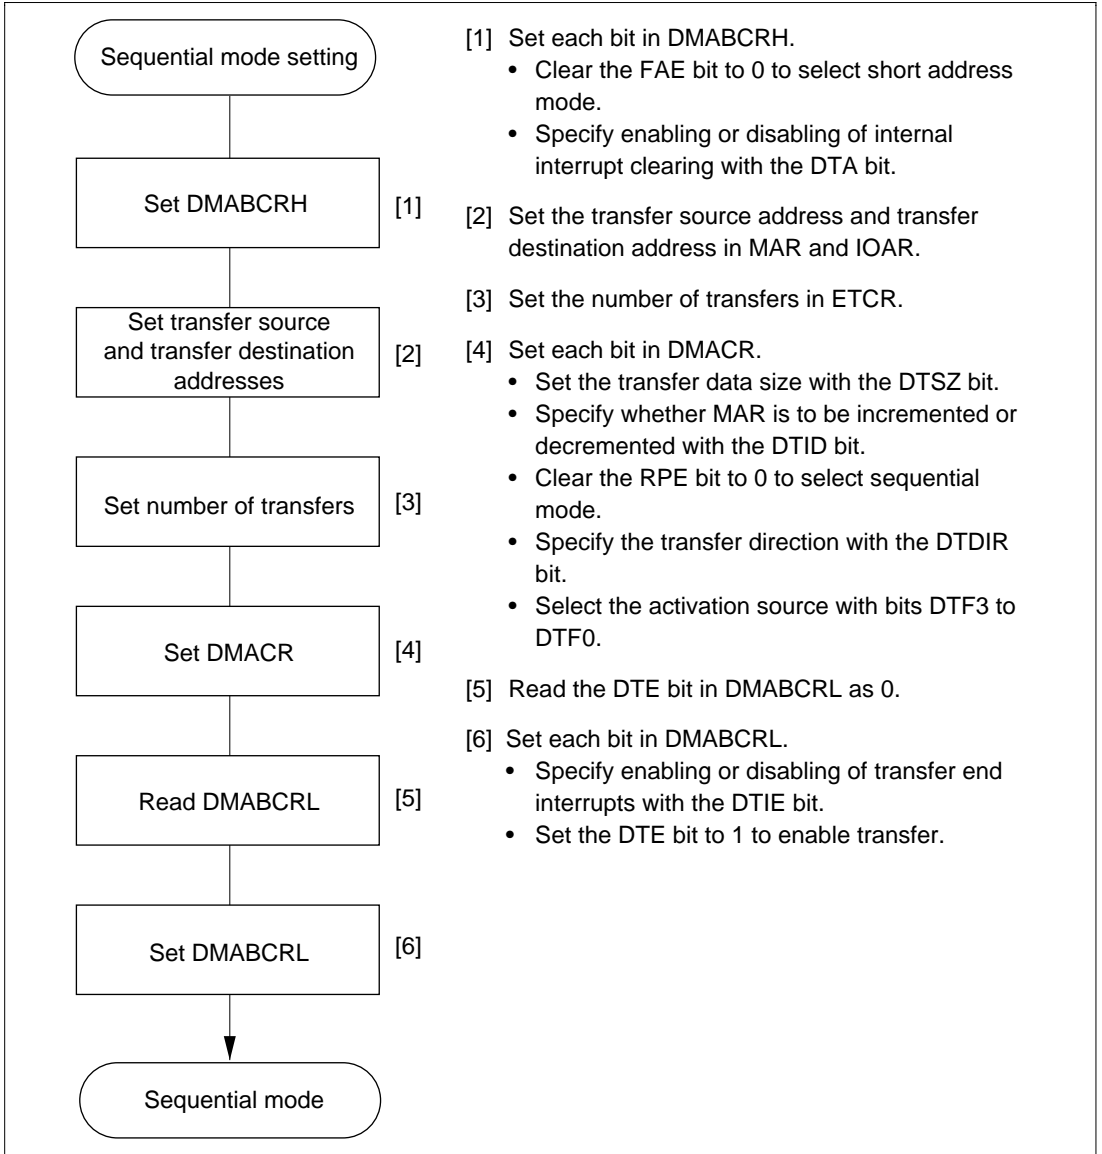 Sequential mode setting
Set DMABCRH
[1]
Set transfer source
and transfer destination
addresses
[2]
Set number of transfers
[3]
Set DMACR
[4]
Read DMABCRL
[5]
Set DMABCRL
[6]
Sequential mode
[1] Set each bit in DMABCRH.
• Clear the FAE bit to 0 to select short address
mode.
• Specify enabling or disabling of internal
interrupt clearing with the DTA bit.
[2] Set the transfer source address and transfer
destination address in MAR and IOAR.
[3] Set the number of transfers in ETCR.
[4] Set each bit in DMACR.
• Set the transfer data size with the DTSZ bit.
• Specify whether MAR is to be incremented or
decremented with the DTID bit.
• Clear the RPE bit to 0 to select sequential
mode.
• Specify the transfer direction with the DTDIR
bit.
• Select the activation source with bits DTF3 to
DTF0.
[5] Read the DTE bit in DMABCRL as 0.
[6] Set each bit in DMABCRL.
• Specify enabling or disabling of transfer end
interrupts with the DTIE bit.
• Set the DTE bit to 1 to enable transfer.